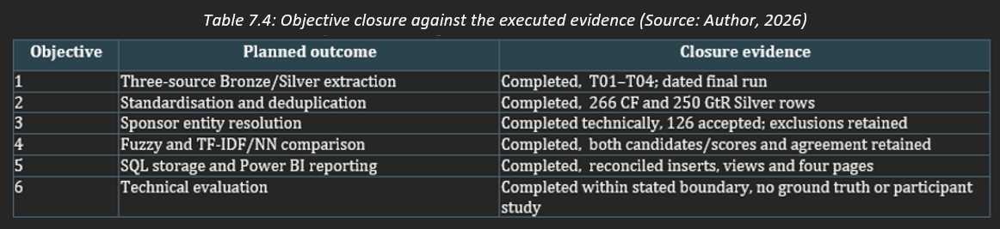 Table 7.4: Objective closure against the executed evidence (Source: Author, 2026)
Objective Planned outcome Closure evidence
1 Three-source Bronze/Silver extraction Completed, T01–T04; dated final run
2 Standardisation and deduplication Completed, 266 CF and 250 GtR Silver rows
3 Sponsor entity resolution Completed technically, 126 accepted; exclusions retained
4 Fuzzy and TF-IDF/NN comparison Completed, both candidates/scores and agreement retained
5 SQL storage and Power BI reporting Completed, reconciled inserts, views and four pages
6 Technical evaluation Completed within stated boundary, no ground truth or participant
study